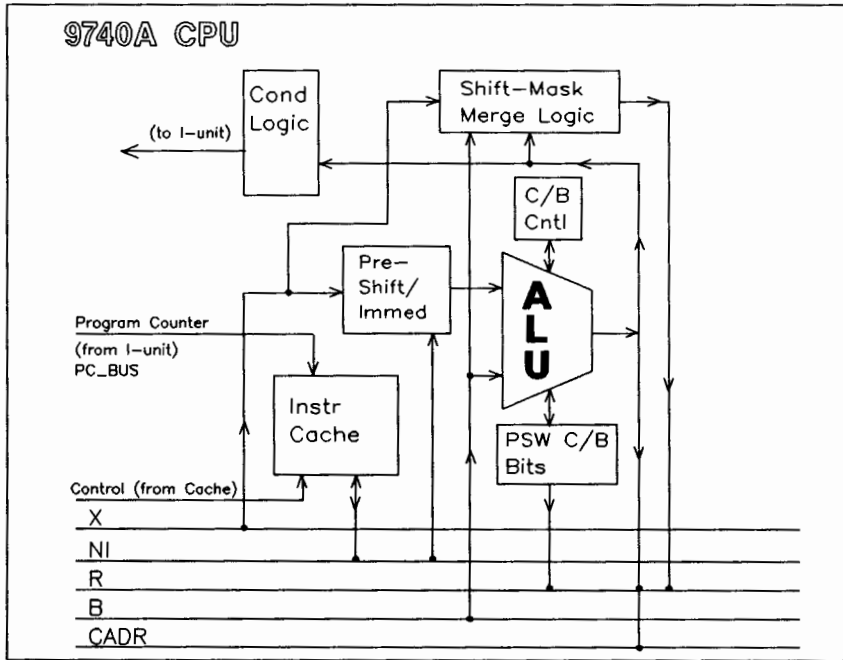 9740A CPU
Cond
Logic
Shift-Mask
Merge Logic
(to I-unit)
C/B
Cntl
Pre-
Shift/
Immed
ALU
Program Counter
(from I-unit)
PC_BUS
Instr
Cache
PSW C/B
Bits
Control (from Cache)
X
NI
R
B
CADR